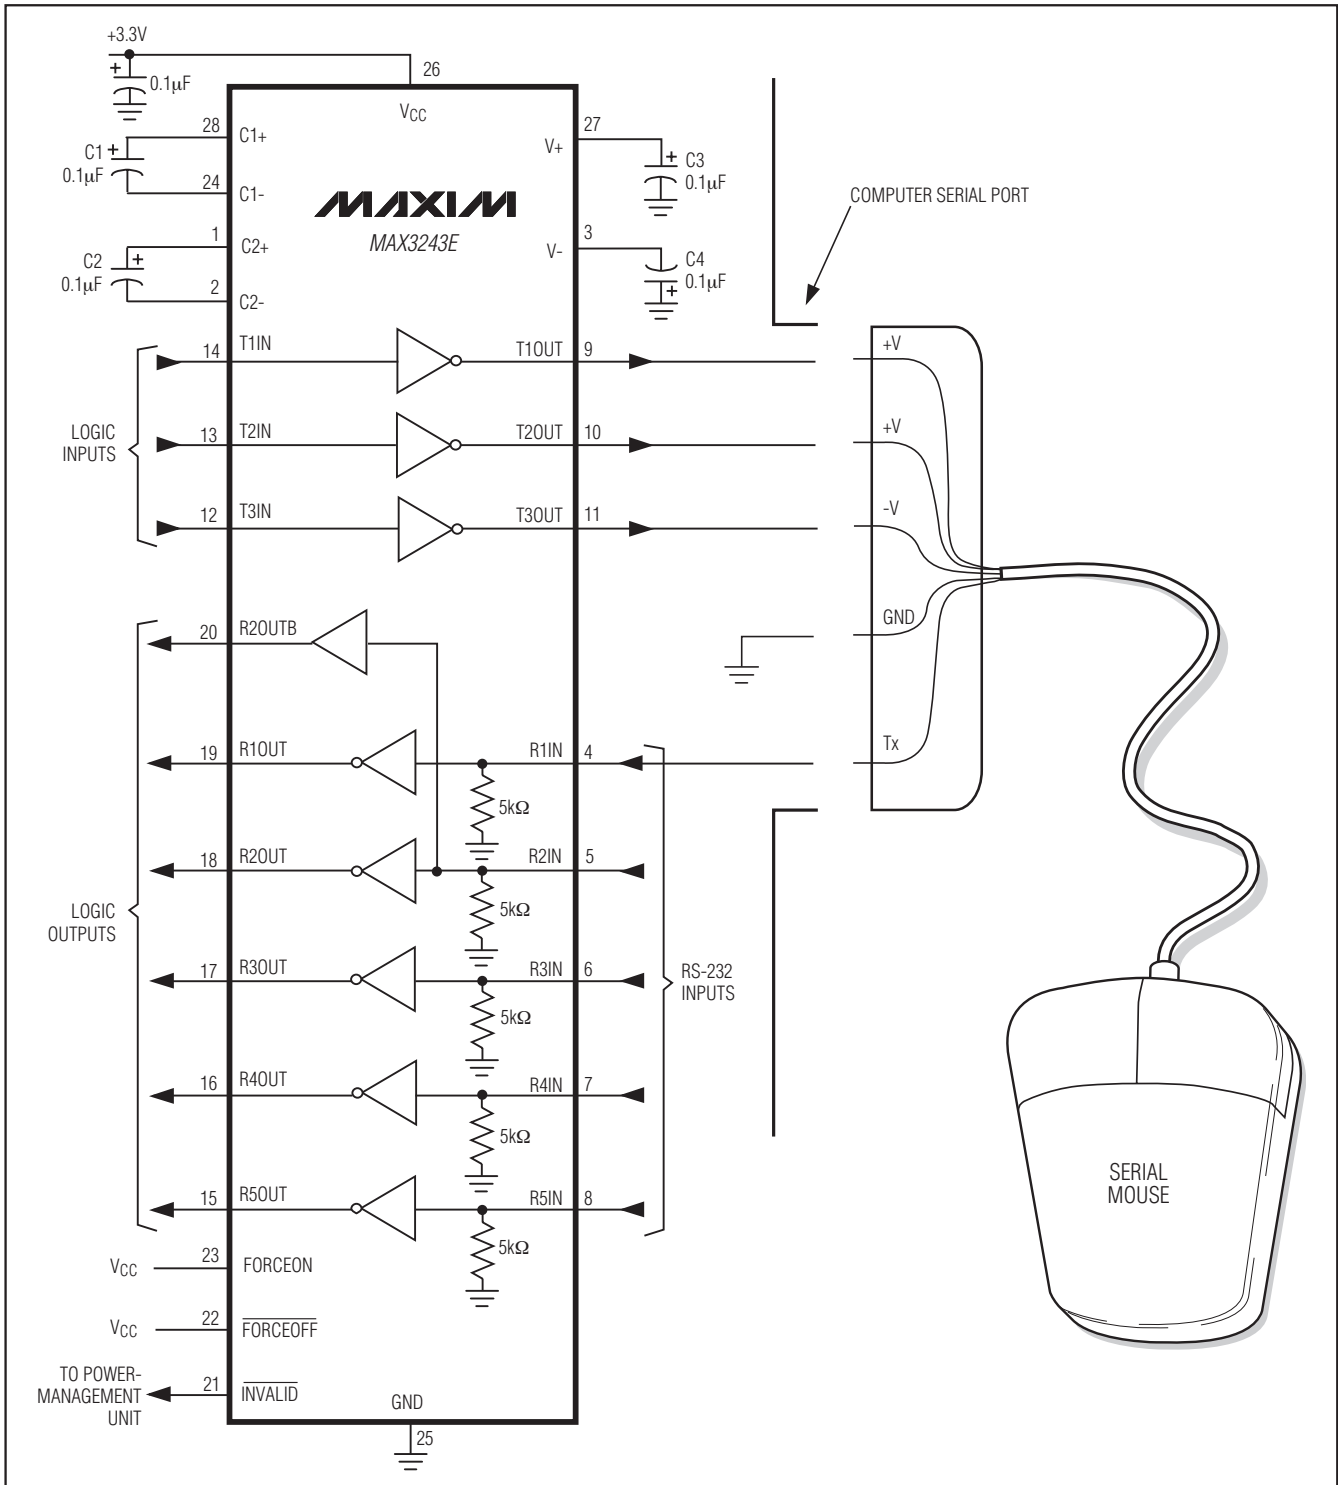 +3.3V
0.1µF
26
VCC
28
C1+
C1
0.1µF
24
C1-
27
V+
C3
0.1µF
MAXIM
MAX3243E
1
C2+
C2
0.1µF
2
C2-
3
V-
C4
0.1µF
COMPUTER SERIAL PORT
LOGIC
INPUTS
14
T1IN
T1OUT
9
13
T2IN
T2OUT
10
12
T3IN
T3OUT
11
+V
+V
-V
GND
Tx
LOGIC
OUTPUTS
20
R2OUTB
19
R1OUT
R1IN
4
5kΩ
18
R2OUT
R2IN
5
5kΩ
17
R3OUT
R3IN
6
5kΩ
RS-232
INPUTS
16
R4OUT
R4IN
7
5kΩ
15
R5OUT
R5IN
8
5kΩ
SERIAL
MOUSE
VCC
23
FORCEON
VCC
22
FORCEOFF
TO POWER-
MANAGEMENT
UNIT
21
INVALID
GND
25